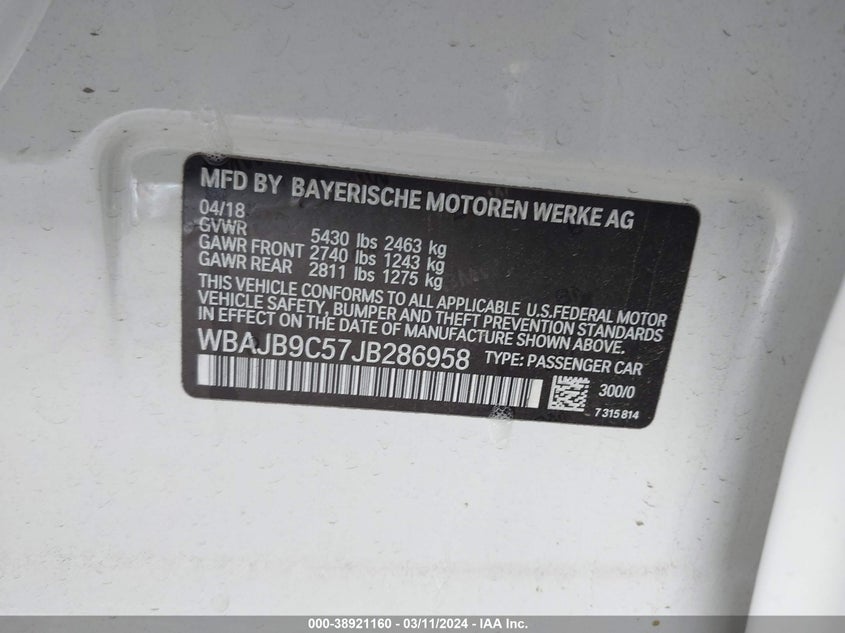 MFD BY BAYERISCHE MOTOREN WERKE AG
04/18
GVWR 5430 lbs 2463 kg
GAWR FRONT 2740 lbs 1243 kg
GAWR REAR 2811 lbs 1275 kg
THIS VEHICLE CONFORMS TO ALL APPLICABLE U.S.FEDERAL MOTOR
VEHICLE SAFETY, BUMPER AND THEFT PREVENTION STANDARDS
IN EFFECT ON THE DATE OF MANUFACTURE SHOWN ABOVE.
WBAJB9C57JB286958 TYPE: PASSENGER CAR
300/0
7 315 814
000-38921160 - 03/11/2024 - IAA Inc.